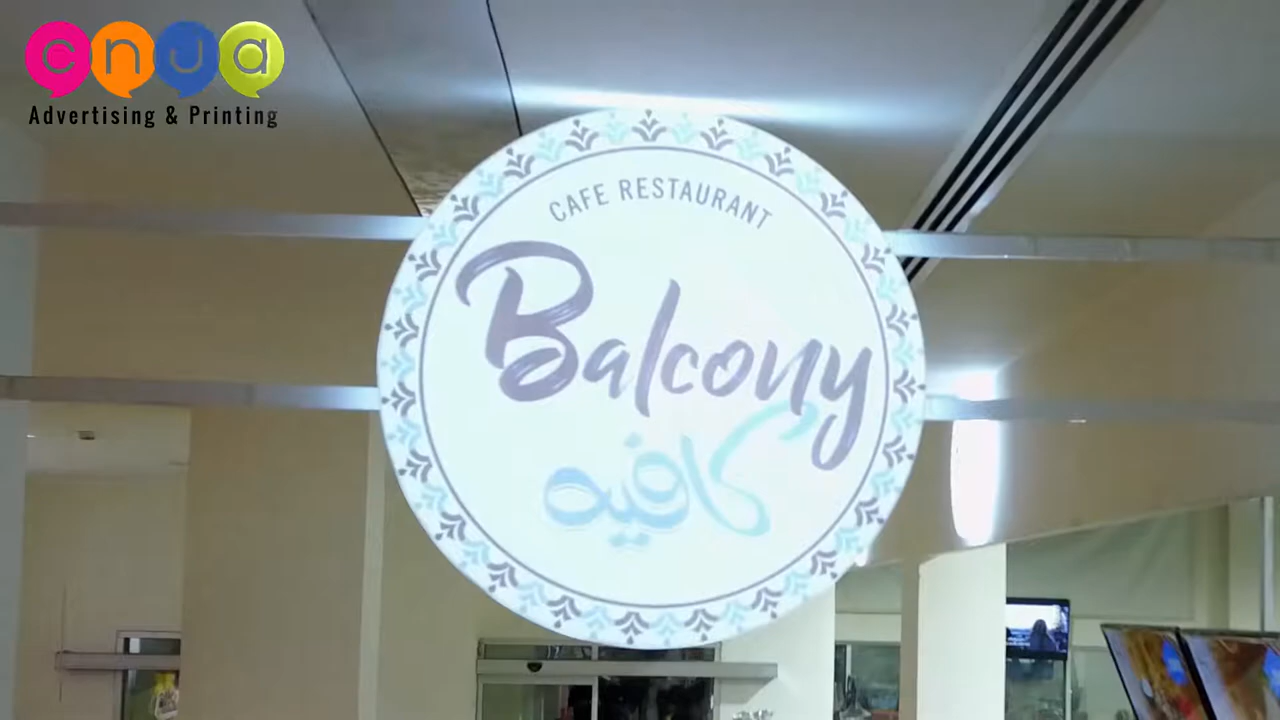 cnua
Advertising & Printing
CAFE RESTAURANT
Balcony
كافيه